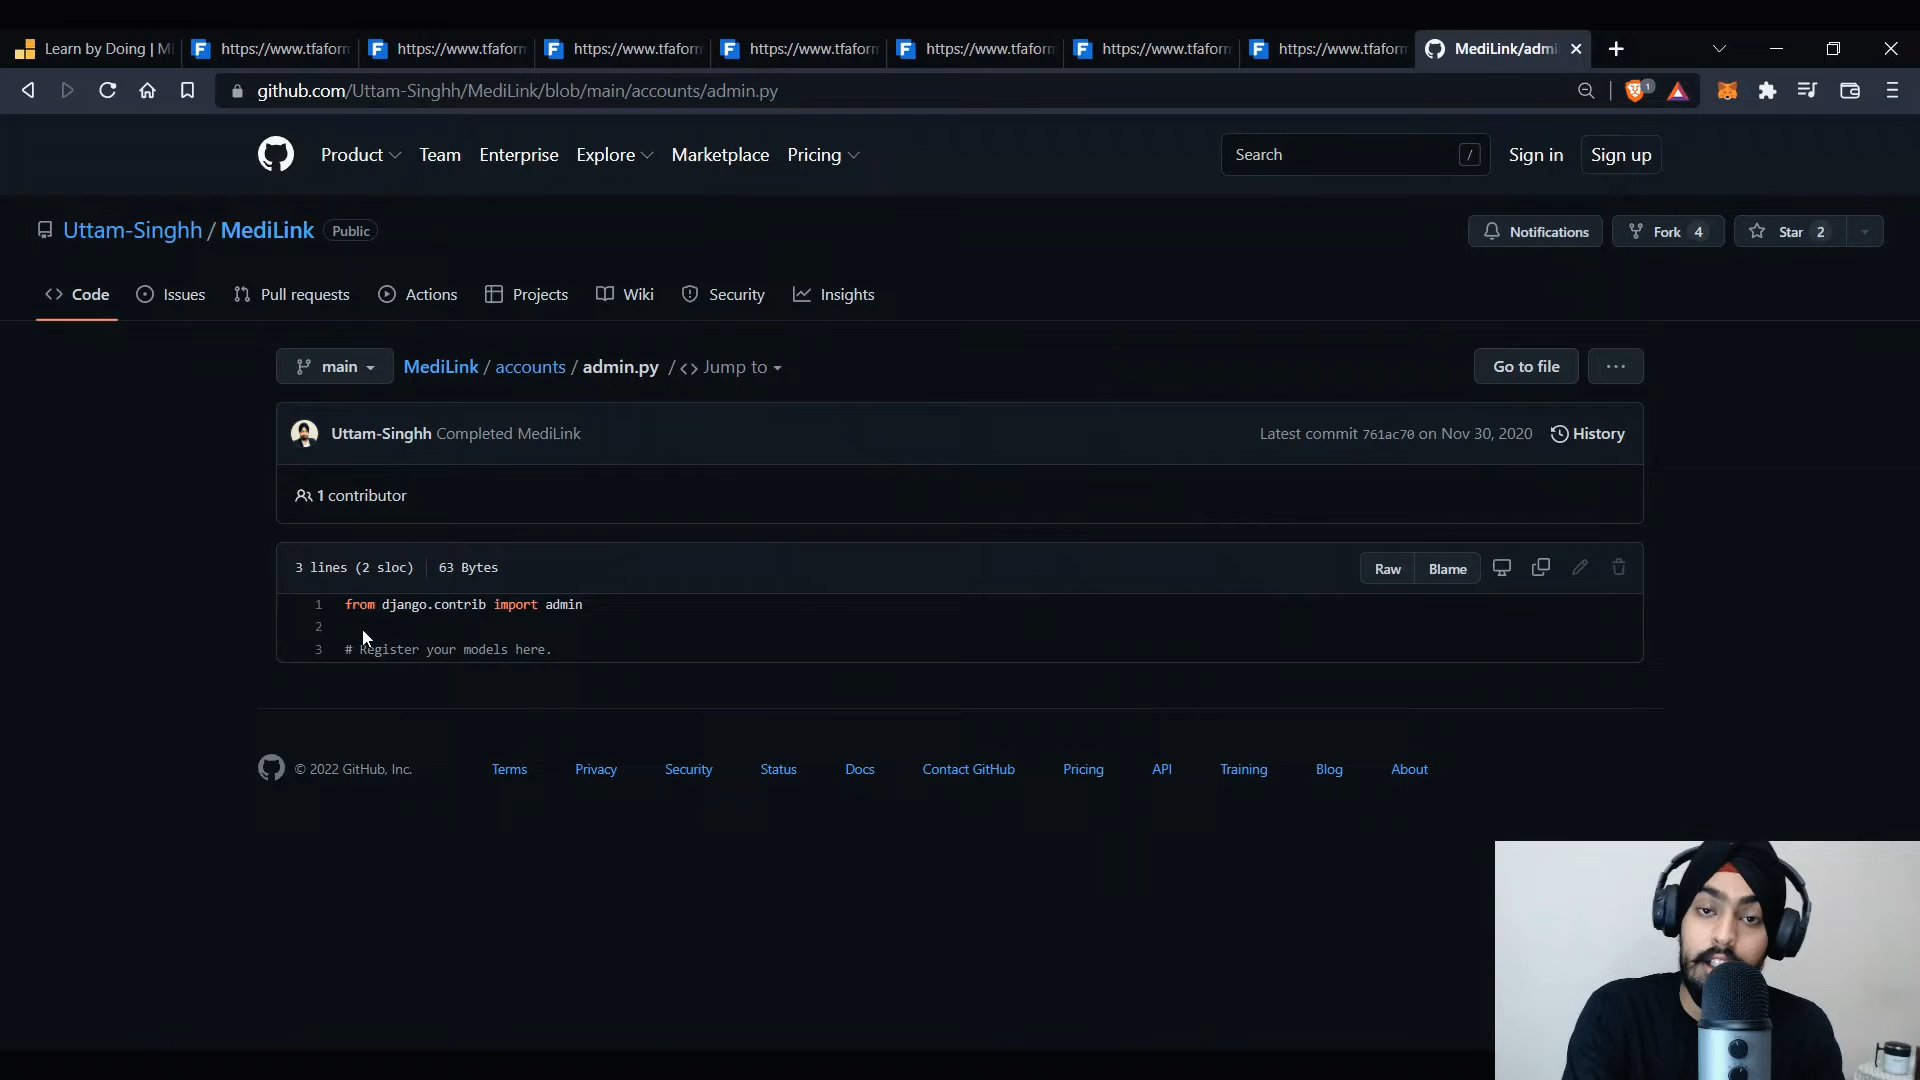 Learn by Doing | M
https://www.tfaform
https://www.tfaform
https://www.tfaform
https://www.tfaform
https://www.tfaform
https://www.tfaform
https://www.tfaform
MediLink/admi
github.com/Uttam-Singhh/MediLink/blob/main/accounts/admin.py
1
Product Team Enterprise Explore Marketplace Pricing
Search /
Sign in
Sign up
Uttam-Singhh / MediLink Public
Notifications
Fork 4
Star 2
Code Issues Pull requests Actions Projects Wiki Security Insights
main
MediLink / accounts / admin.py / <> Jump to
Go to file
...
Uttam-Singhh Completed MediLink
Latest commit 761ac70 on Nov 30, 2020
History
1 contributor
3 lines (2 sloc) 63 Bytes
Raw Blame
1 from django.contrib import admin
2
3 # Register your models here.
© 2022 GitHub, Inc. Terms Privacy Security Status Docs Contact GitHub Pricing API Training Blog About